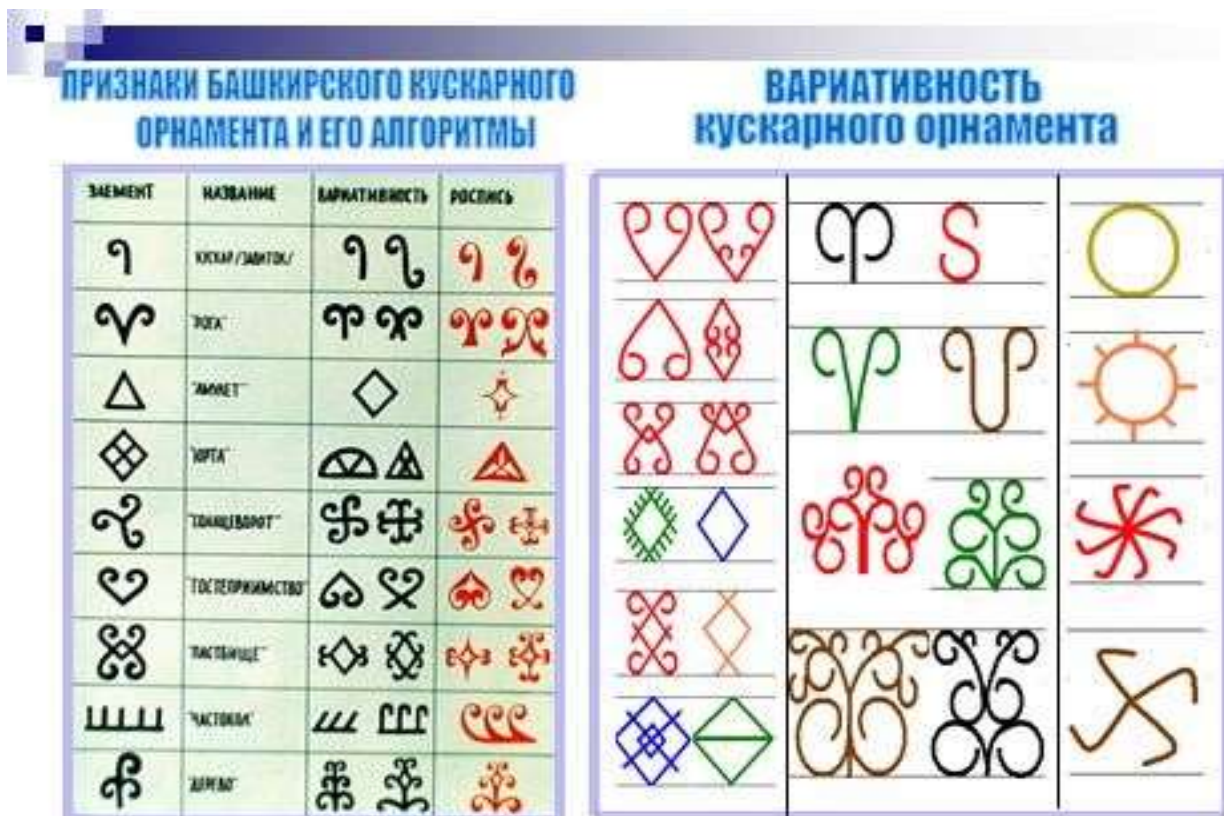 ПРИЗНАКИ БАШКИРСКОГО КУСКАРНОГО
ОРНАМЕНТА И ЕГО АЛГОРИТМЫ
ВАРИАТИВНОСТЬ
кускарного орнамента
ЭЛЕМЕНТ НАЗВАНИЕ ВАРИАТИВНОСТЬ РОСПИСЬ
КУСКАР /ЗАВИТОК/
"РОГА"
"АМУЛЕТ"
"ЮРТА"
"СОЛНЦЕВОРОТ"
"ГОСТЕПРИИМСТВО"
"ПАСТБИЩЕ"
"ЧАСТОКОЛ"
"ДЕРЕВО"